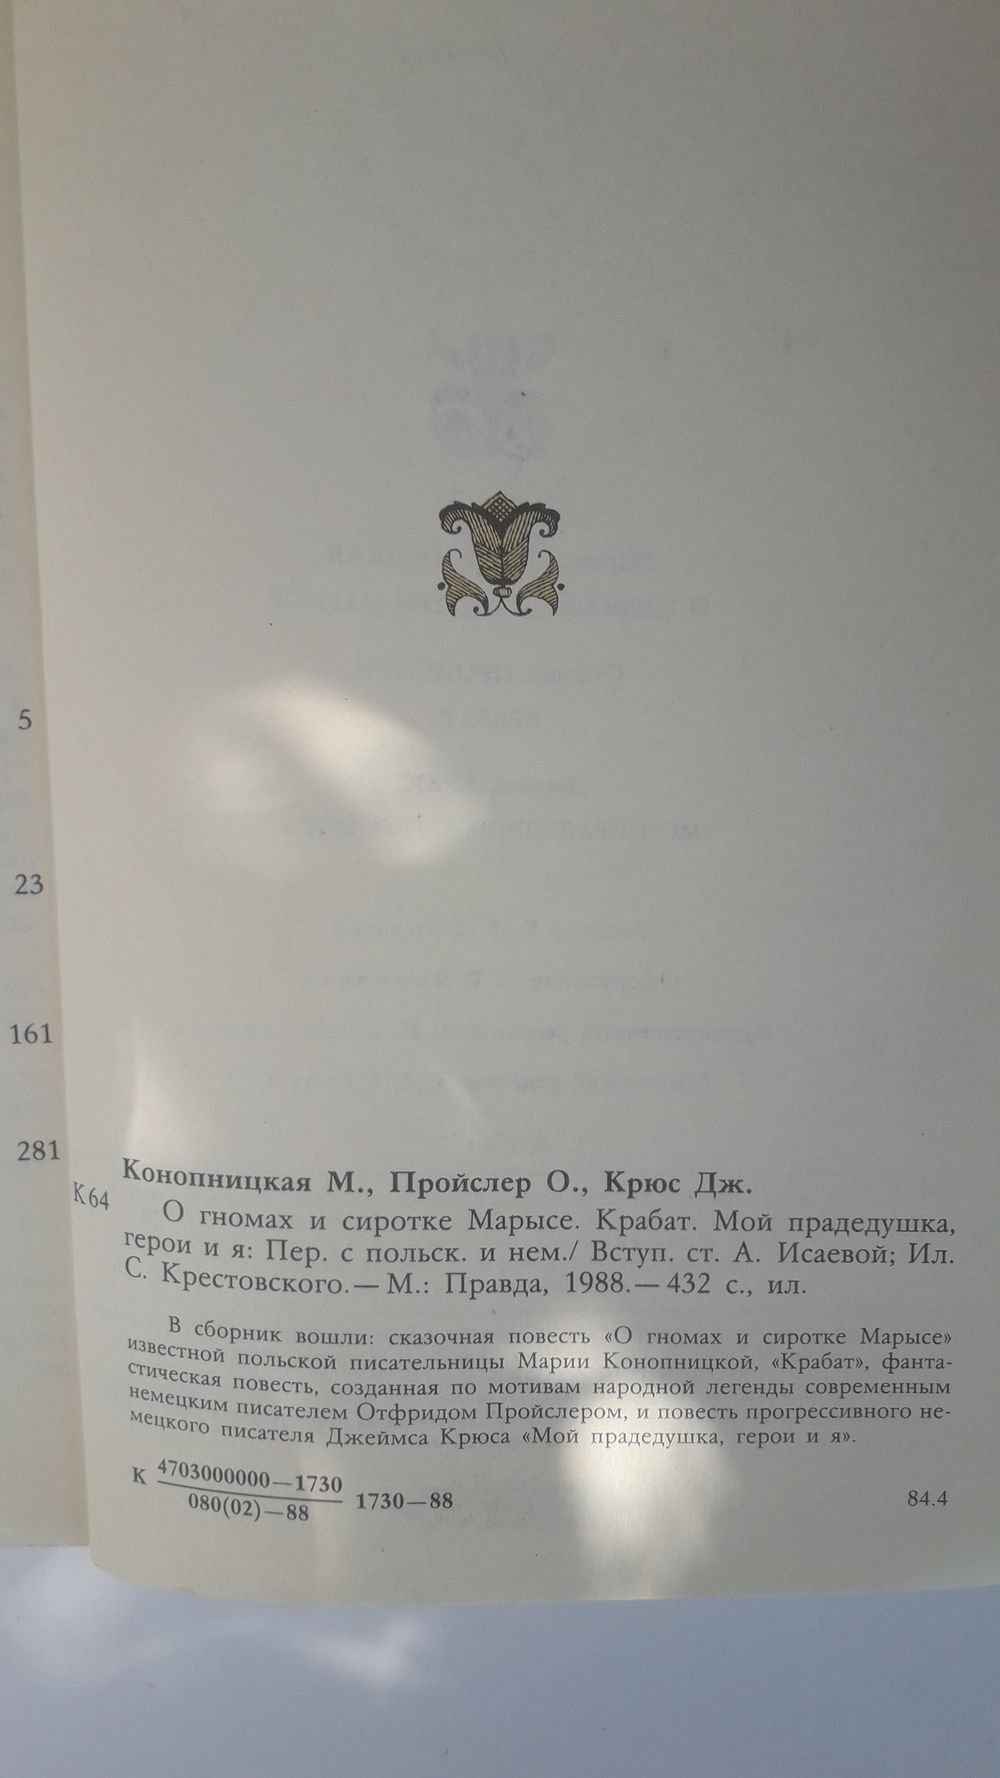 5
23
161
281
Конопницкая М., Пройслер О., Крюс Дж.
К64
О гномах и сиротке Марысе. Крабат. Мой прадедушка,
герои и я: Пер. с польск. и нем./ Вступ. ст. А. Исаевой; Ил.
С. Крестовского.— М.: Правда, 1988.— 432 с., ил.
В сборник вошли: сказочная повесть «О гномах и сиротке Марысе»
известной польской писательницы Марии Конопницкой, «Крабат», фанта-
стическая повесть, созданная по мотивам народной легенды современным
немецким писателем Отфридом Пройслером, и повесть прогрессивного не-
мецкого писателя Джеймса Крюса «Мой прадедушка, герои и я».
К 4703000000—1730
080(02)—88 1730—88
84.4